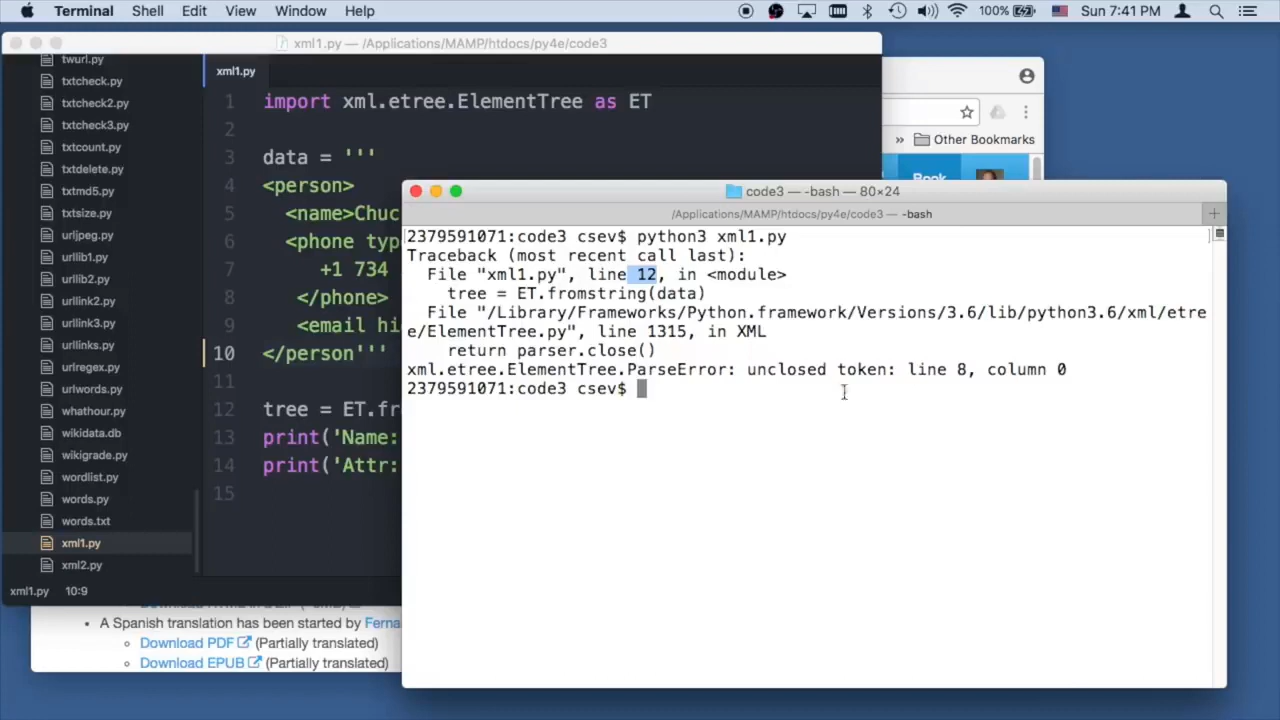 Terminal Shell Edit View Window Help 100% Sun 7:41 PM
xml1.py — /Applications/MAMP/htdocs/py4e/code3
twurl.py
txtcheck.py
txtcheck2.py
txtcheck3.py
txtcount.py
txtdelete.py
txtmd5.py
txtsize.py
urljpeg.py
urllib1.py
urllib2.py
urllink2.py
urllink3.py
urllinks.py
urlregex.py
urlwords.py
whathour.py
wikidata.db
wikigrade.py
wordlist.py
words.py
words.txt
xml1.py
xml2.py
xml1.py 10:9
xml1.py
1 import xml.etree.ElementTree as ET
2
3 data = '''
4 <person>
5 <name>Chuc
6 <phone typ
7 +1 734
8 </phone>
9 <email hi
10 </person'''
11
12 tree = ET.fr
13 print('Name:
14 print('Attr:
15
» Other Bookmarks
Book
code3 — -bash — 80×24
/Applications/MAMP/htdocs/py4e/code3 — -bash
2379591071:code3 csev$ python3 xml1.py
Traceback (most recent call last):
File "xml1.py", line 12, in <module>
tree = ET.fromstring(data)
File "/Library/Frameworks/Python.framework/Versions/3.6/lib/python3.6/xml/etre
e/ElementTree.py", line 1315, in XML
return parser.close()
xml.etree.ElementTree.ParseError: unclosed token: line 8, column 0
2379591071:code3 csev$
A Spanish translation has been started by Ferna
Download PDF (Partially translated)
Download EPUB (Partially translated)